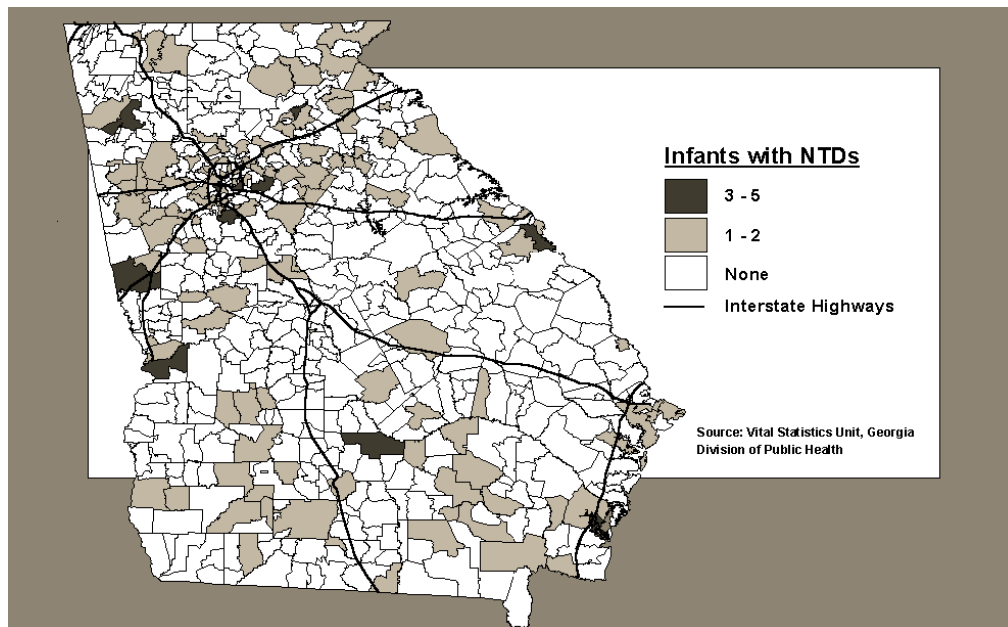 Infants with NTDs
3 - 5
1 - 2
None
Interstate Highways
Source: Vital Statistics Unit, Georgia
Division of Public Health